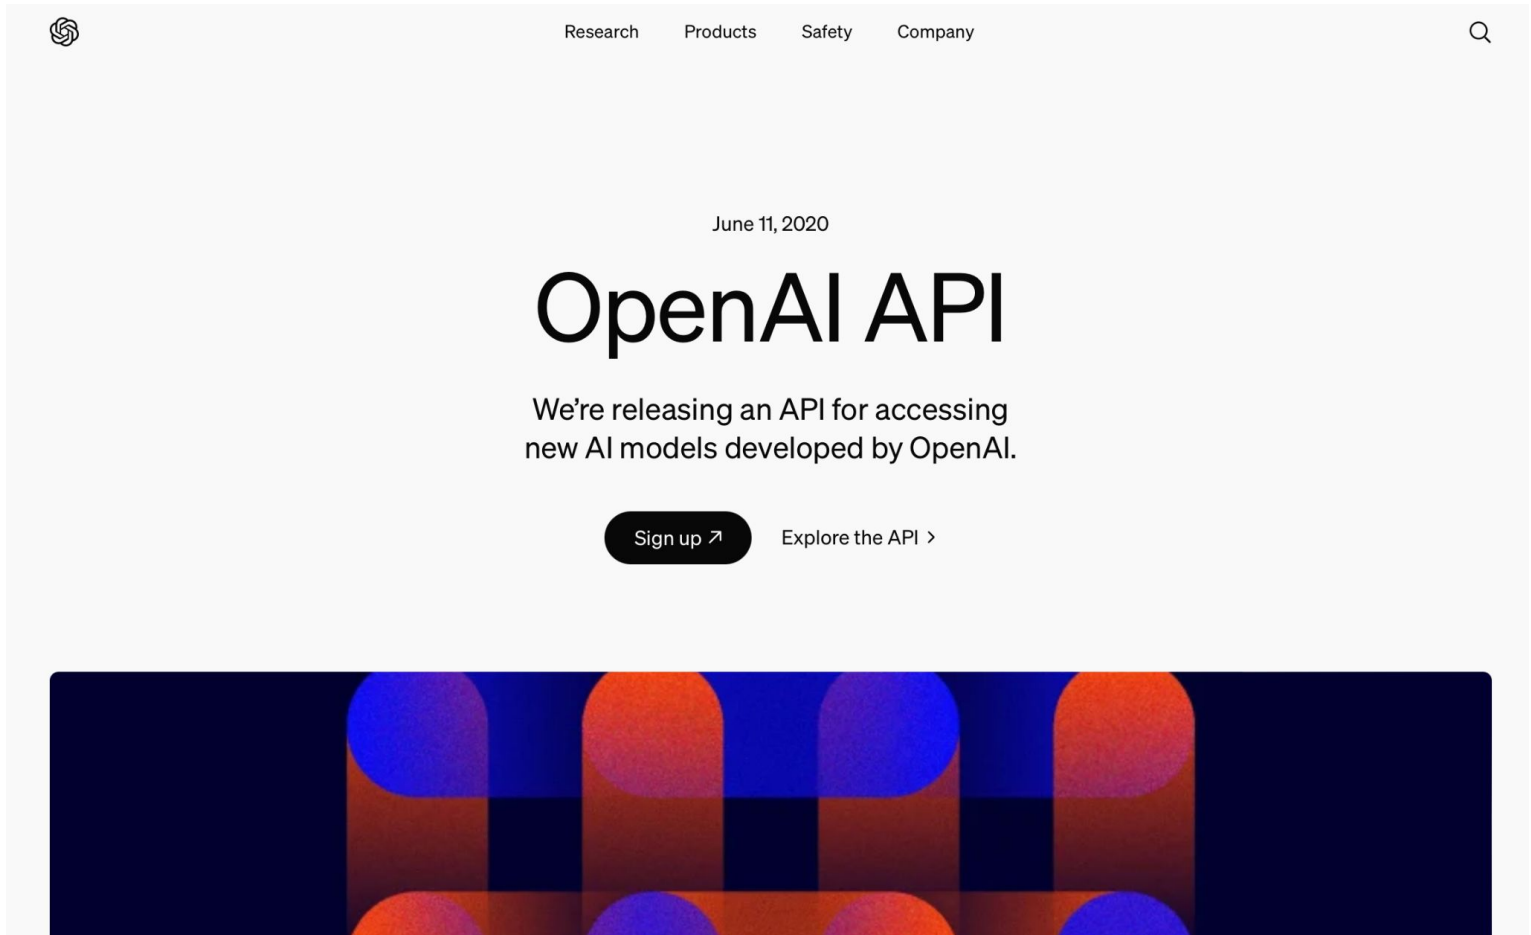 Research Products Safety Company
June 11, 2020
OpenAI API
We’re releasing an API for accessing
new AI models developed by OpenAI.
Sign up ↗ Explore the API >